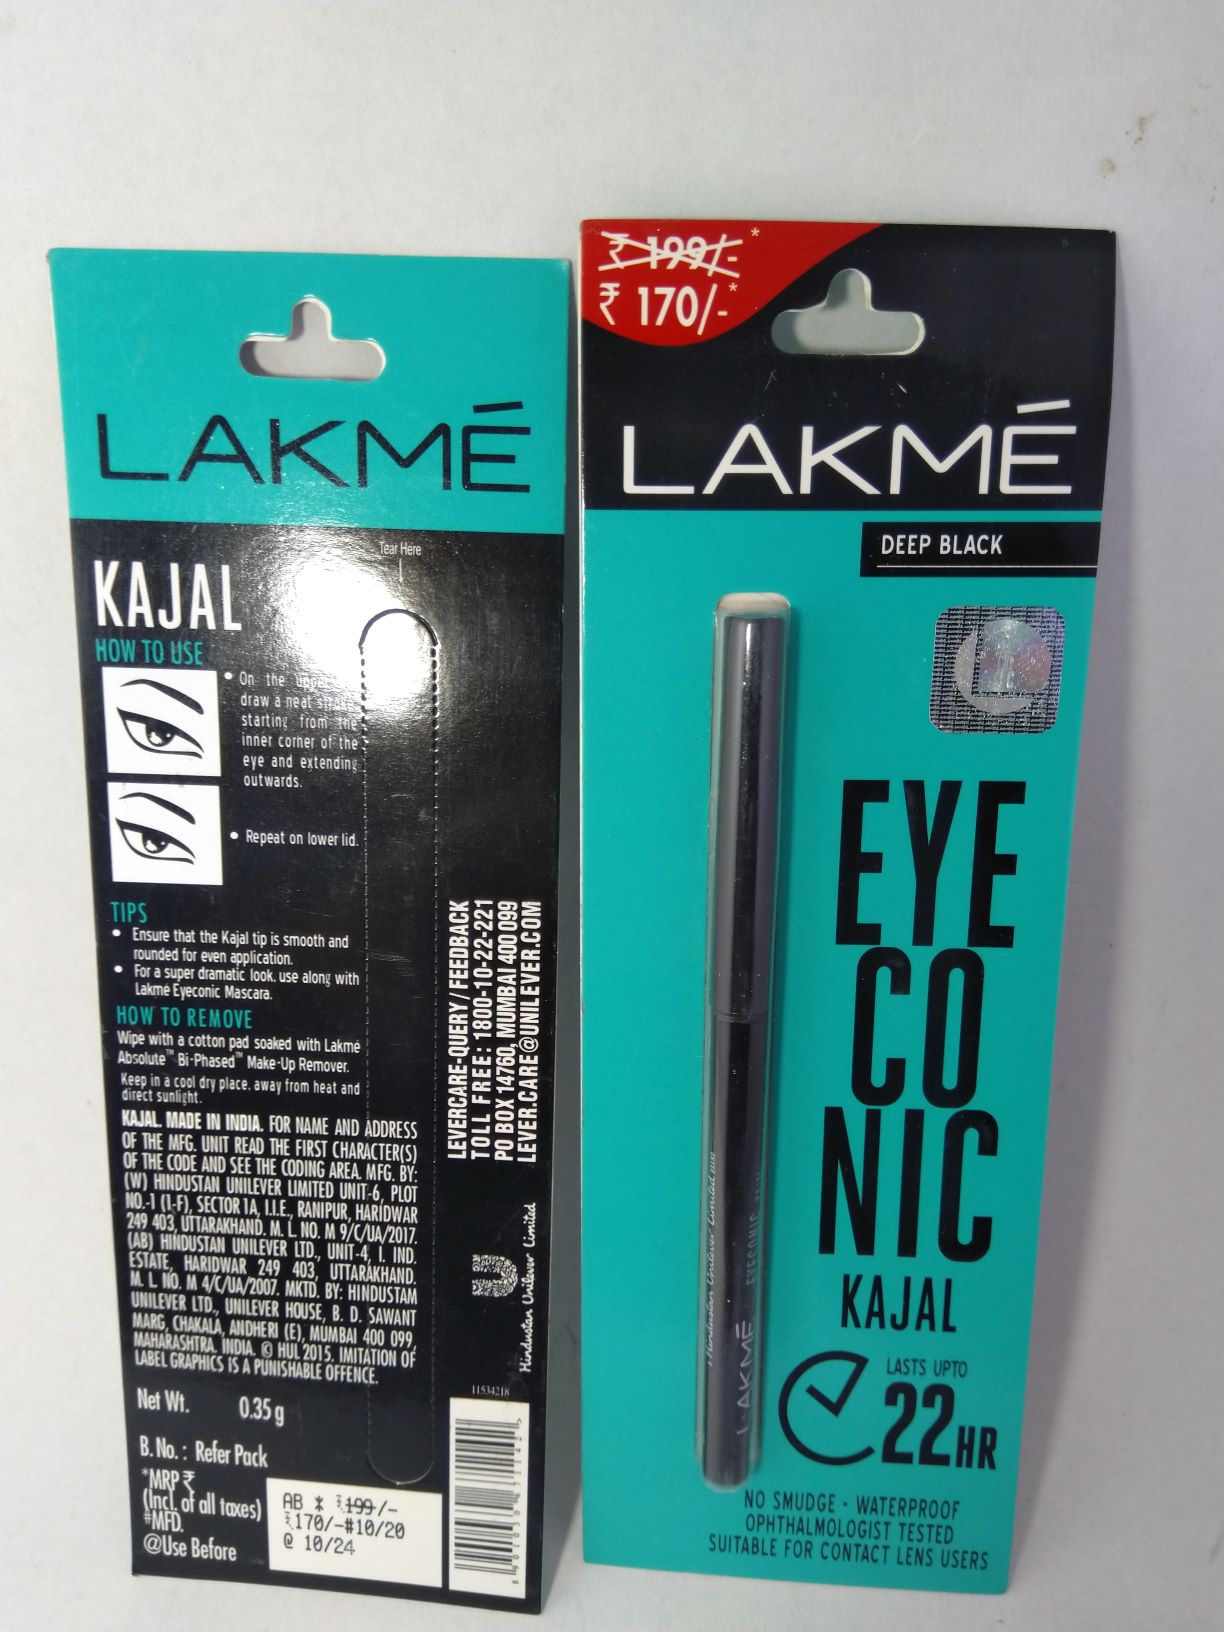 LAKMÉ
Tear Here
KAJAL
HOW TO USE
• On the
draw a neat stroke
starting from the
inner corner of the
eye and extending
outwards.
• Repeat on lower lid.
TIPS
• Ensure that the Kajal tip is smooth and
rounded for even application.
• For a super dramatic look, use along with
Lakmé Eyeconic Mascara.
HOW TO REMOVE
Wipe with a cotton pad soaked with Lakmé
Absolute™ Bi-Phased™ Make-Up Remover.
Keep in a cool dry place, away from heat and
direct sunlight.
KAJAL. MADE IN INDIA. FOR NAME AND ADDRESS
OF THE MFG. UNIT READ THE FIRST CHARACTER(S)
OF THE CODE AND SEE THE CODING AREA. MFG. BY:
(W) HINDUSTAN UNILEVER LIMITED UNIT-6, PLOT
NO.-1 (1-F), SECTOR 1A, I.I.E., RANIPUR, HARIDWAR
249 403, UTTARAKHAND. M. L. NO. M 9/C/UA/2017.
(AB) HINDUSTAN UNILEVER LTD., UNIT-4, I. IND.
ESTATE, HARIDWAR 249 403, UTTARAKHAND.
M. L. NO. M 4/C/UA/2007. MKTD. BY: HINDUSTAN
UNILEVER LTD., UNILEVER HOUSE, B. D. SAWANT
MARG, CHAKALA, ANDHERI (E), MUMBAI 400 099,
MAHARASHTRA. INDIA. © HUL 2015. IMITATION OF
LABEL GRAPHICS IS A PUNISHABLE OFFENCE.
Net Wt. 0.35 g
B. No.: Refer Pack
*MRP ₹
(Incl. of all taxes)
#MFD.
@Use Before
AB * ₹199/-
₹170/-#10/20
@ 10/24
LEVERCARE-QUERY/FEEDBACK
TOLL FREE: 1800-10-22-221
PO BOX 14760, MUMBAI 400 099
LEVER.CARE@UNILEVER.COM
Hindustan Unilever Limited
11534218
₹ 199/-*
₹ 170/-*
LAKMÉ
DEEP BLACK
EYE
CO
NIC
KAJAL
LASTS UPTO
22HR
NO SMUDGE - WATERPROOF
OPHTHALMOLOGIST TESTED
SUITABLE FOR CONTACT LENS USERS
Hindustan Unilever Limited
LAKMÉ EYECONIC